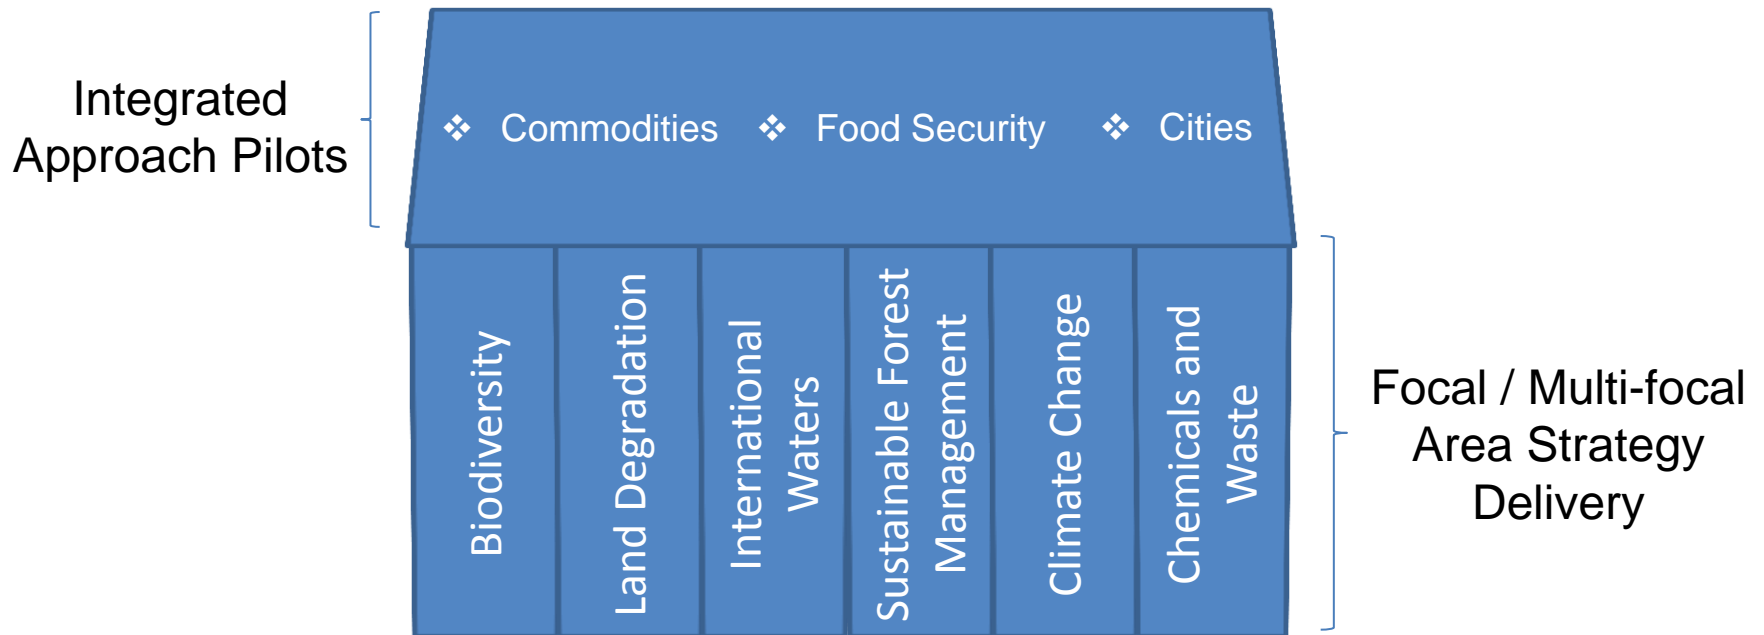 Integrated
Approach Pilots
❖ Commodities ❖ Food Security ❖ Cities
Biodiversity
Land Degradation
International
Waters
Sustainable Forest
Management
Climate Change
Chemicals and
Waste
Focal / Multi-focal
Area Strategy
Delivery